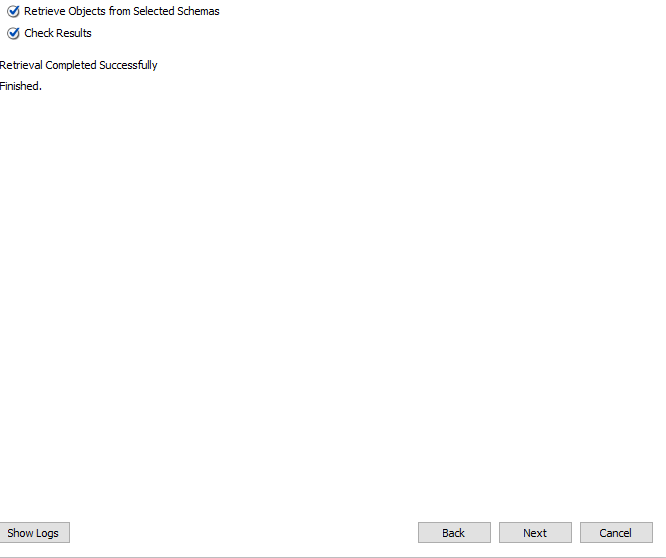 Retrieve Objects from Selected Schemas
Check Results
Retrieval Completed Successfully
Finished.
Show Logs
Back
Next
Cancel